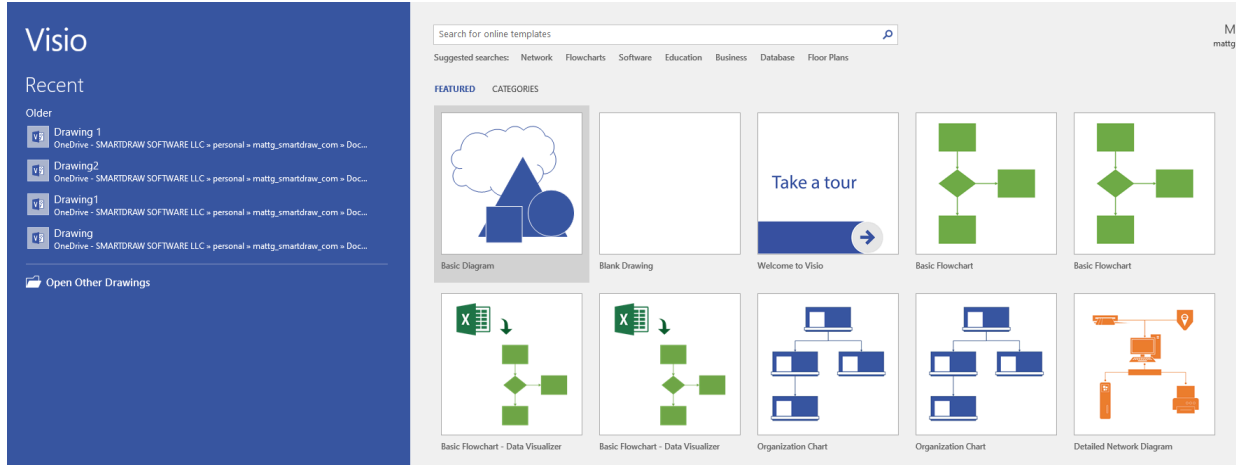 Visio
Recent
Older
Drawing 1
OneDrive - SMARTDRAW SOFTWARE LLC » personal » mattg_smartdraw_com » Doc...
Drawing2
OneDrive - SMARTDRAW SOFTWARE LLC » personal » mattg_smartdraw_com » Doc...
Drawing1
OneDrive - SMARTDRAW SOFTWARE LLC » personal » mattg_smartdraw_com » Doc...
Drawing
OneDrive - SMARTDRAW SOFTWARE LLC » personal » mattg_smartdraw_com » Doc...
Open Other Drawings
Search for online templates
M
mattg
Suggested searches: Network Flowcharts Software Education Business Database Floor Plans
FEATURED CATEGORIES
Take a tour
Basic Diagram Blank Drawing Welcome to Visio Basic Flowchart Basic Flowchart
X X
Basic Flowchart - Data Visualizer Basic Flowchart - Data Visualizer Organization Chart Organization Chart Detailed Network Diagram